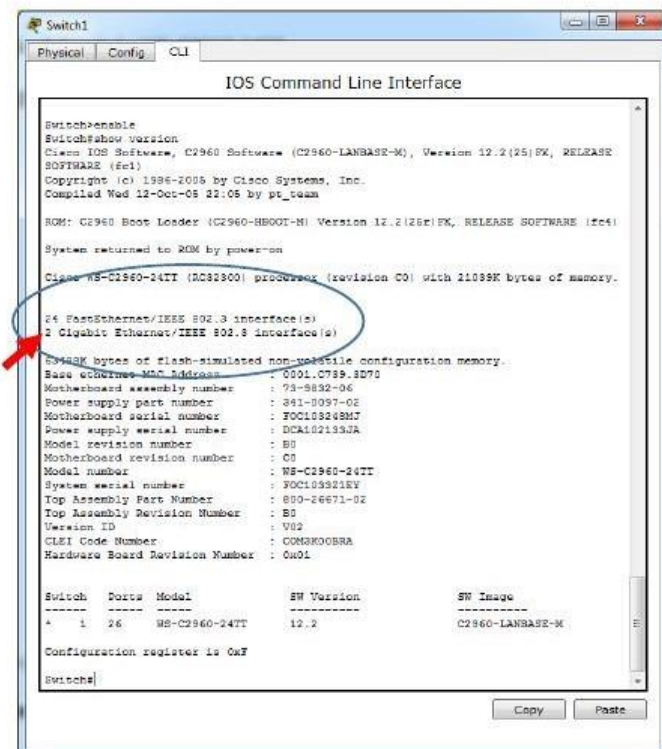 Switch1
Physical Config CLI
IOS Command Line Interface
Switch>enable
Switch#show version
Cisco IOS Software, C2960 Software (C2960-LANBASE-M), Version 12.2(25)FX, RELEASE
SOFTWARE (fc1)
Copyright (c) 1986-2005 by Cisco Systems, Inc.
Compiled Wed 12-Oct-05 22:05 by pt_team
ROM: C2960 Boot Loader (C2960-HBOOT-M) Version 12.2(25r)FX, RELEASE SOFTWARE (fc4)
System returned to ROM by power-on
Cisco WS-C2960-24TT (RC32300) processor (revision C0) with 21039K bytes of memory.
24 FastEthernet/IEEE 802.3 interface(s)
2 Gigabit Ethernet/IEEE 802.3 interface(s)
63488K bytes of flash-simulated non-volatile configuration memory.
Base ethernet MAC Address : 0001.C789.3D70
Motherboard assembly number : 73-9832-06
Power supply part number : 341-0097-02
Motherboard serial number : FOC103248MJ
Power supply serial number : DCA102133JA
Model revision number : B0
Motherboard revision number : C0
Model number : WS-C2960-24TT
System serial number : FOC1033Z1EY
Top Assembly Part Number : 800-26671-02
Top Assembly Revision Number : B0
Version ID : V02
CLEI Code Number : COM3K00BRA
Hardware Board Revision Number : 0x01
Switch Ports Model SW Version SW Image
------ ----- ----- ---------- ----------
* 1 26 WS-C2960-24TT 12.2 C2960-LANBASE-M
Configuration register is 0xF
Switch#
Copy Paste